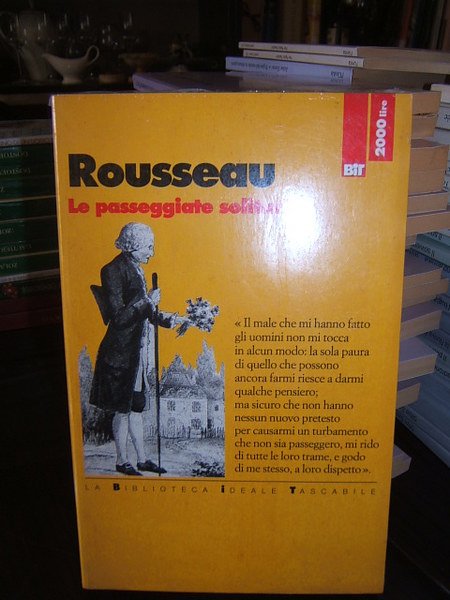 BiT
2000 lire
Rousseau
Le passeggiate
« Il male che mi hanno fatto
gli uomini non mi tocca
in alcun modo: la sola paura
di quello che possono
ancora farmi riesce a darmi
qualche pensiero;
ma sicuro che non hanno
nessun nuovo pretesto
per causarmi un turbamento
che non sia passeggero, mi rido
di tutte le loro trame, e godo
di me stesso, a loro dispetto».
LA BIBLIOTECA IDEALE TASCABILE